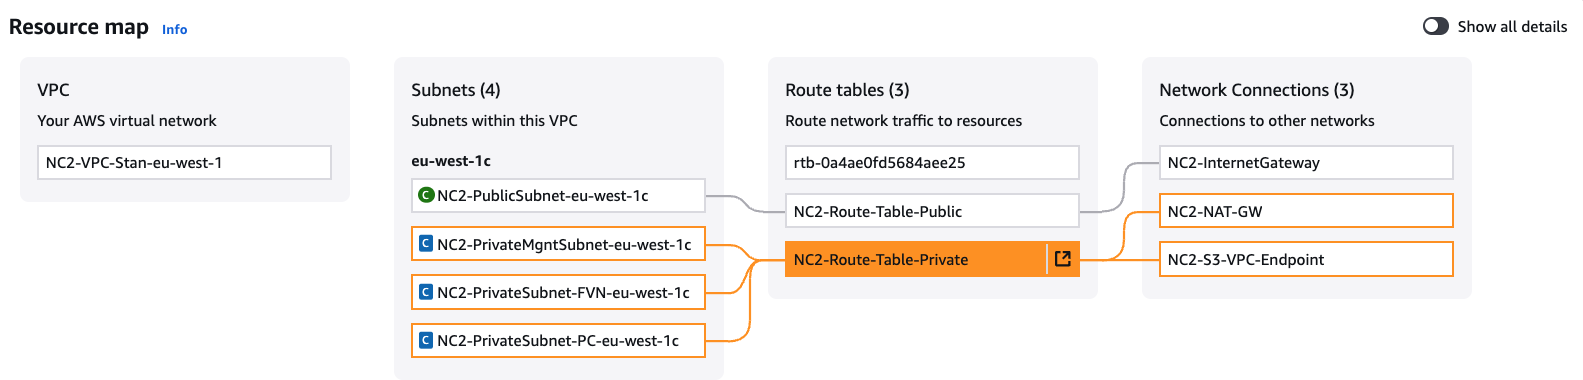 Resource map Info
Show all details
VPC
Your AWS virtual network
NC2-VPC-Stan-eu-west-1
Subnets (4)
Subnets within this VPC
eu-west-1c
C NC2-PublicSubnet-eu-west-1c
C NC2-PrivateMgntSubnet-eu-west-1c
C NC2-PrivateSubnet-FVN-eu-west-1c
C NC2-PrivateSubnet-PC-eu-west-1c
Route tables (3)
Route network traffic to resources
rtb-0a4ae0fd5684aee25
NC2-Route-Table-Public
NC2-Route-Table-Private
Network Connections (3)
Connections to other networks
NC2-InternetGateway
NC2-NAT-GW
NC2-S3-VPC-Endpoint